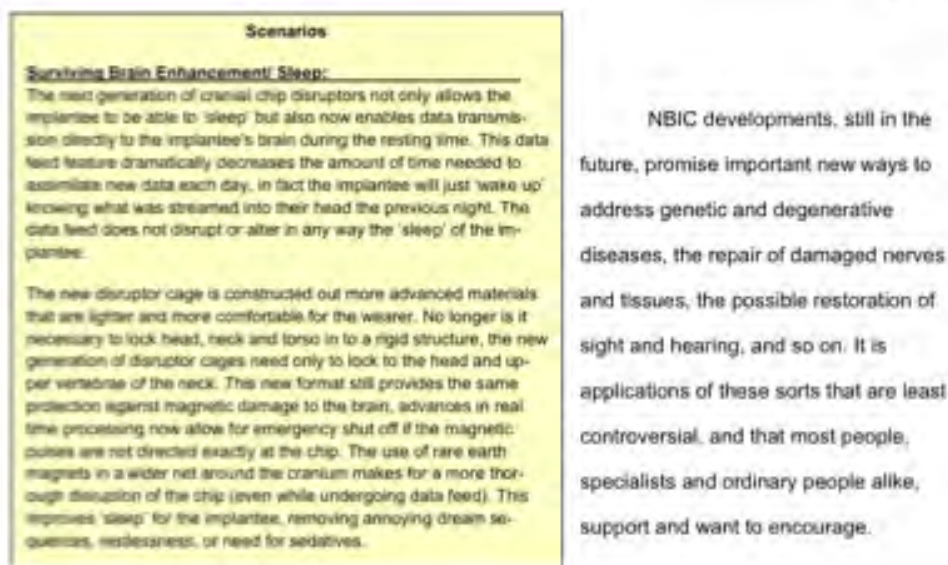 Scenarios
Surviving Brain Enhancement/ Sleep:
The next generation of cranial chip disruptors not only allows the
implantee to be able to 'sleep' but also now enables data transmis-
sion directly to the implantee's brain during the resting time. This data
feed feature dramatically decreases the amount of time needed to
assimilate new data each day, in fact the implantee will just 'wake up'
knowing what was streamed into their head the previous night. The
data feed does not disrupt or alter in any way the 'sleep' of the im-
plantee.
The new disruptor cage is constructed out more advanced materials
that are lighter and more comfortable for the wearer. No longer is it
necessary to lock head, neck and torso in to a rigid structure, the new
generation of disruptor cages need only to lock to the head and up-
per vertebrae of the neck. This new format still provides the same
protection against magnetic damage to the brain, advances in real
time processing now allow for emergency shut off if the magnetic
pulses are not directed exactly at the chip. The use of rare earth
magnets in a wider net around the cranium makes for a more thor-
ough disruption of the chip (even while undergoing data feed). This
improves 'sleep' for the implantee, removing annoying dream se-
quences, restlessness, or need for sedatives.
NBIC developments, still in the
future, promise important new ways to
address genetic and degenerative
diseases, the repair of damaged nerves
and tissues, the possible restoration of
sight and hearing, and so on. It is
applications of these sorts that are least
controversial, and that most people,
specialists and ordinary people alike,
support and want to encourage.